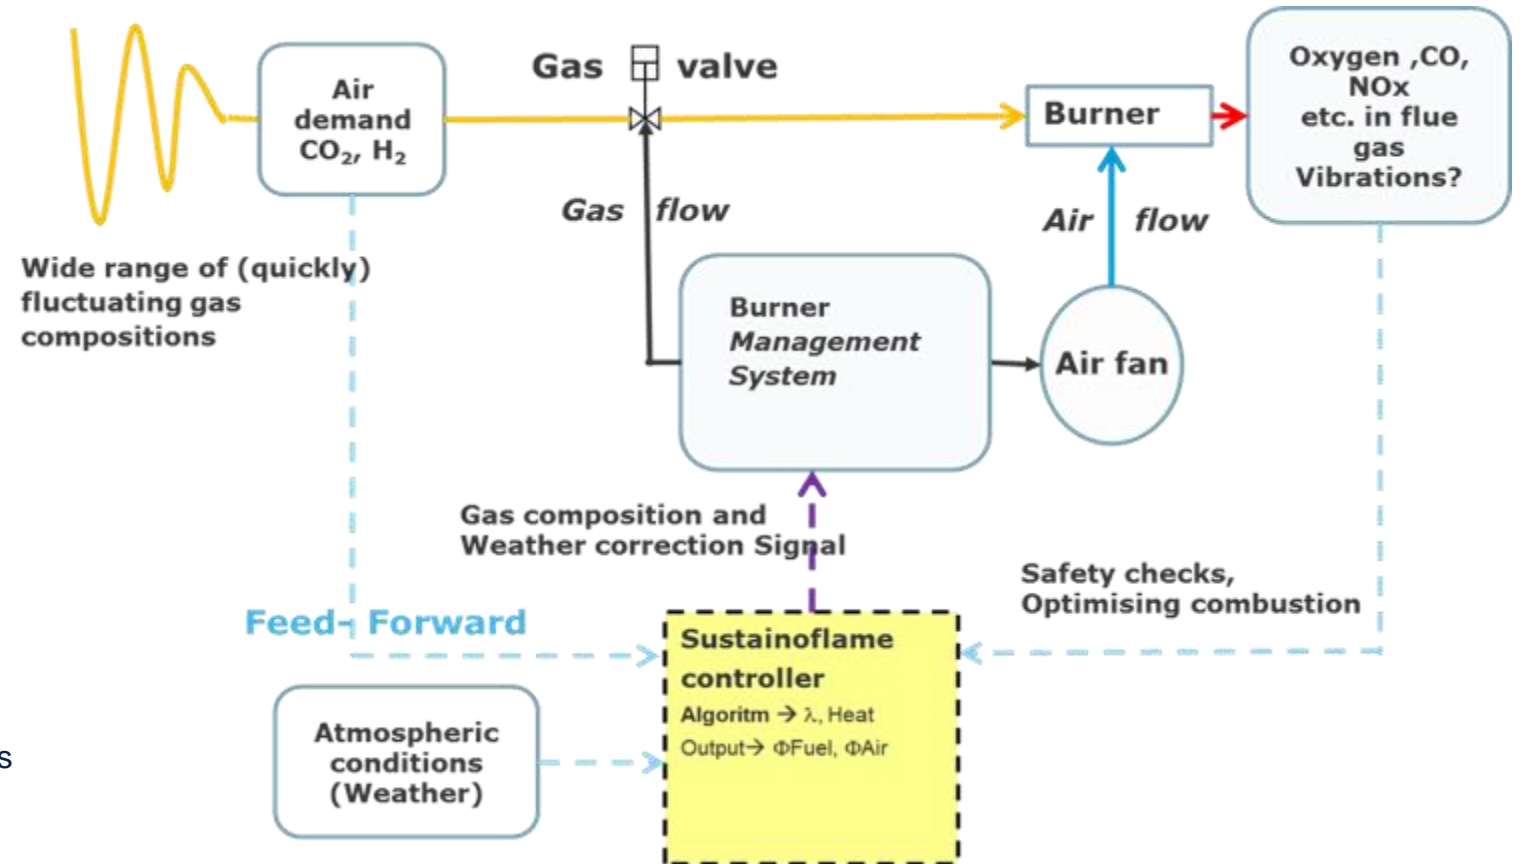 Air
demand
CO₂, H₂
Gas valve
Burner
Oxygen ,CO,
NOx
etc. in flue
gas
Vibrations?
Gas flow
Air flow
Wide range of (quickly)
fluctuating gas
compositions
Burner
Management
System
Air fan
Gas composition and
Weather correction Signal
Safety checks,
Optimising combustion
Feed- Forward
Sustainoflame
controller
Algoritm → λ, Heat
Output→ ΦFuel, ΦAir
Atmospheric
conditions
(Weather)
s